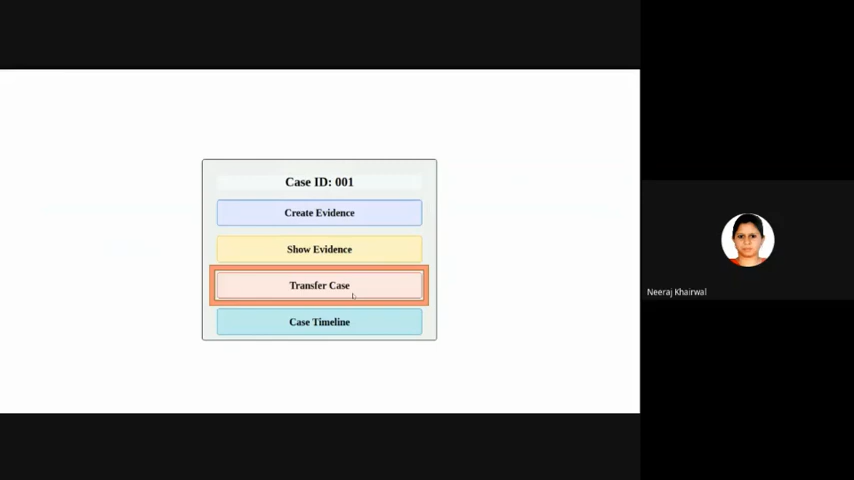 Case ID: 001
Create Evidence
Show Evidence
Transfer Case
Case Timeline
Neeraj Khairwal